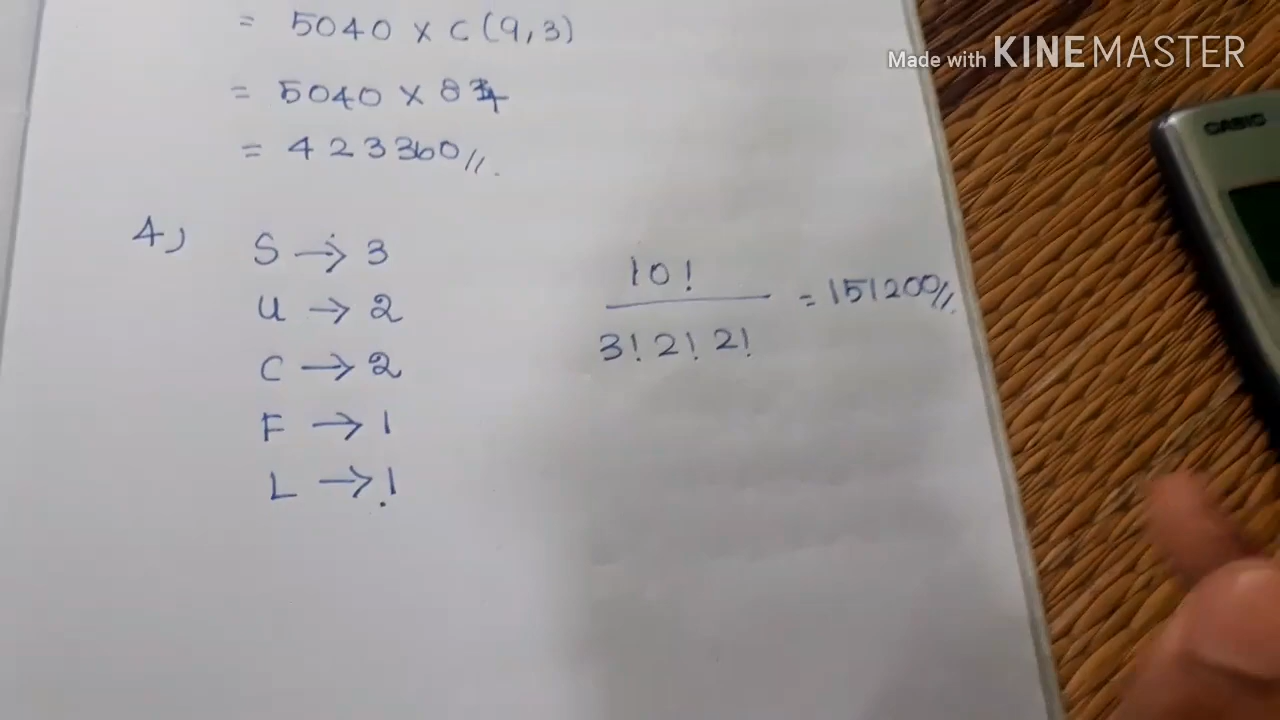 = 5040 × C(9,3)
Made with KINEMASTER
= 5040 × 84
= 423360//.
CASIO
4)
S → 3
U → 2
C → 2
F → 1
L → 1
10!
3! 2! 2!
= 151200//.